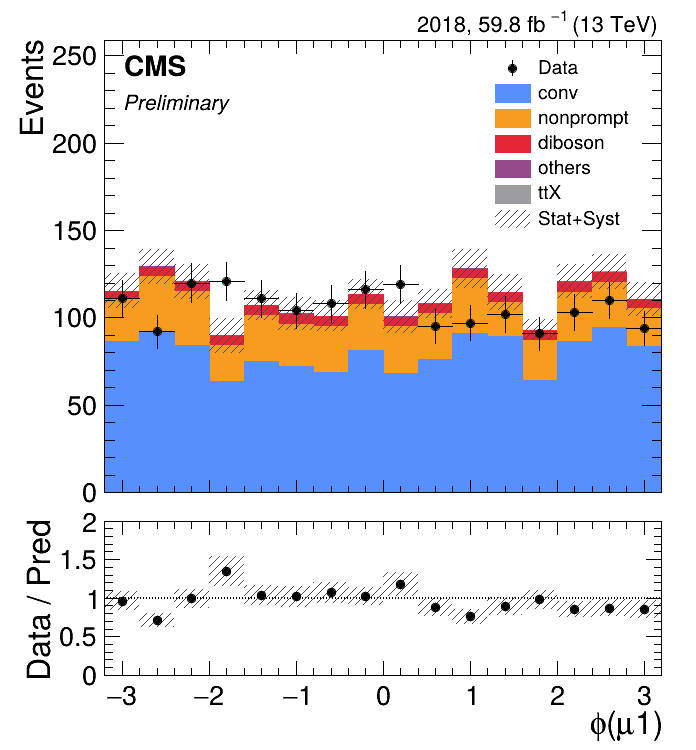 2018, 59.8 fb⁻¹ (13 TeV)
CMS
Preliminary
Data
conv
nonprompt
diboson
others
ttX
Stat+Syst
Events
250
200
150
100
50
0
Data / Pred
2
1.5
1
0.5
0
−3 −2 −1 0 1 2 3
ϕ(μ1)